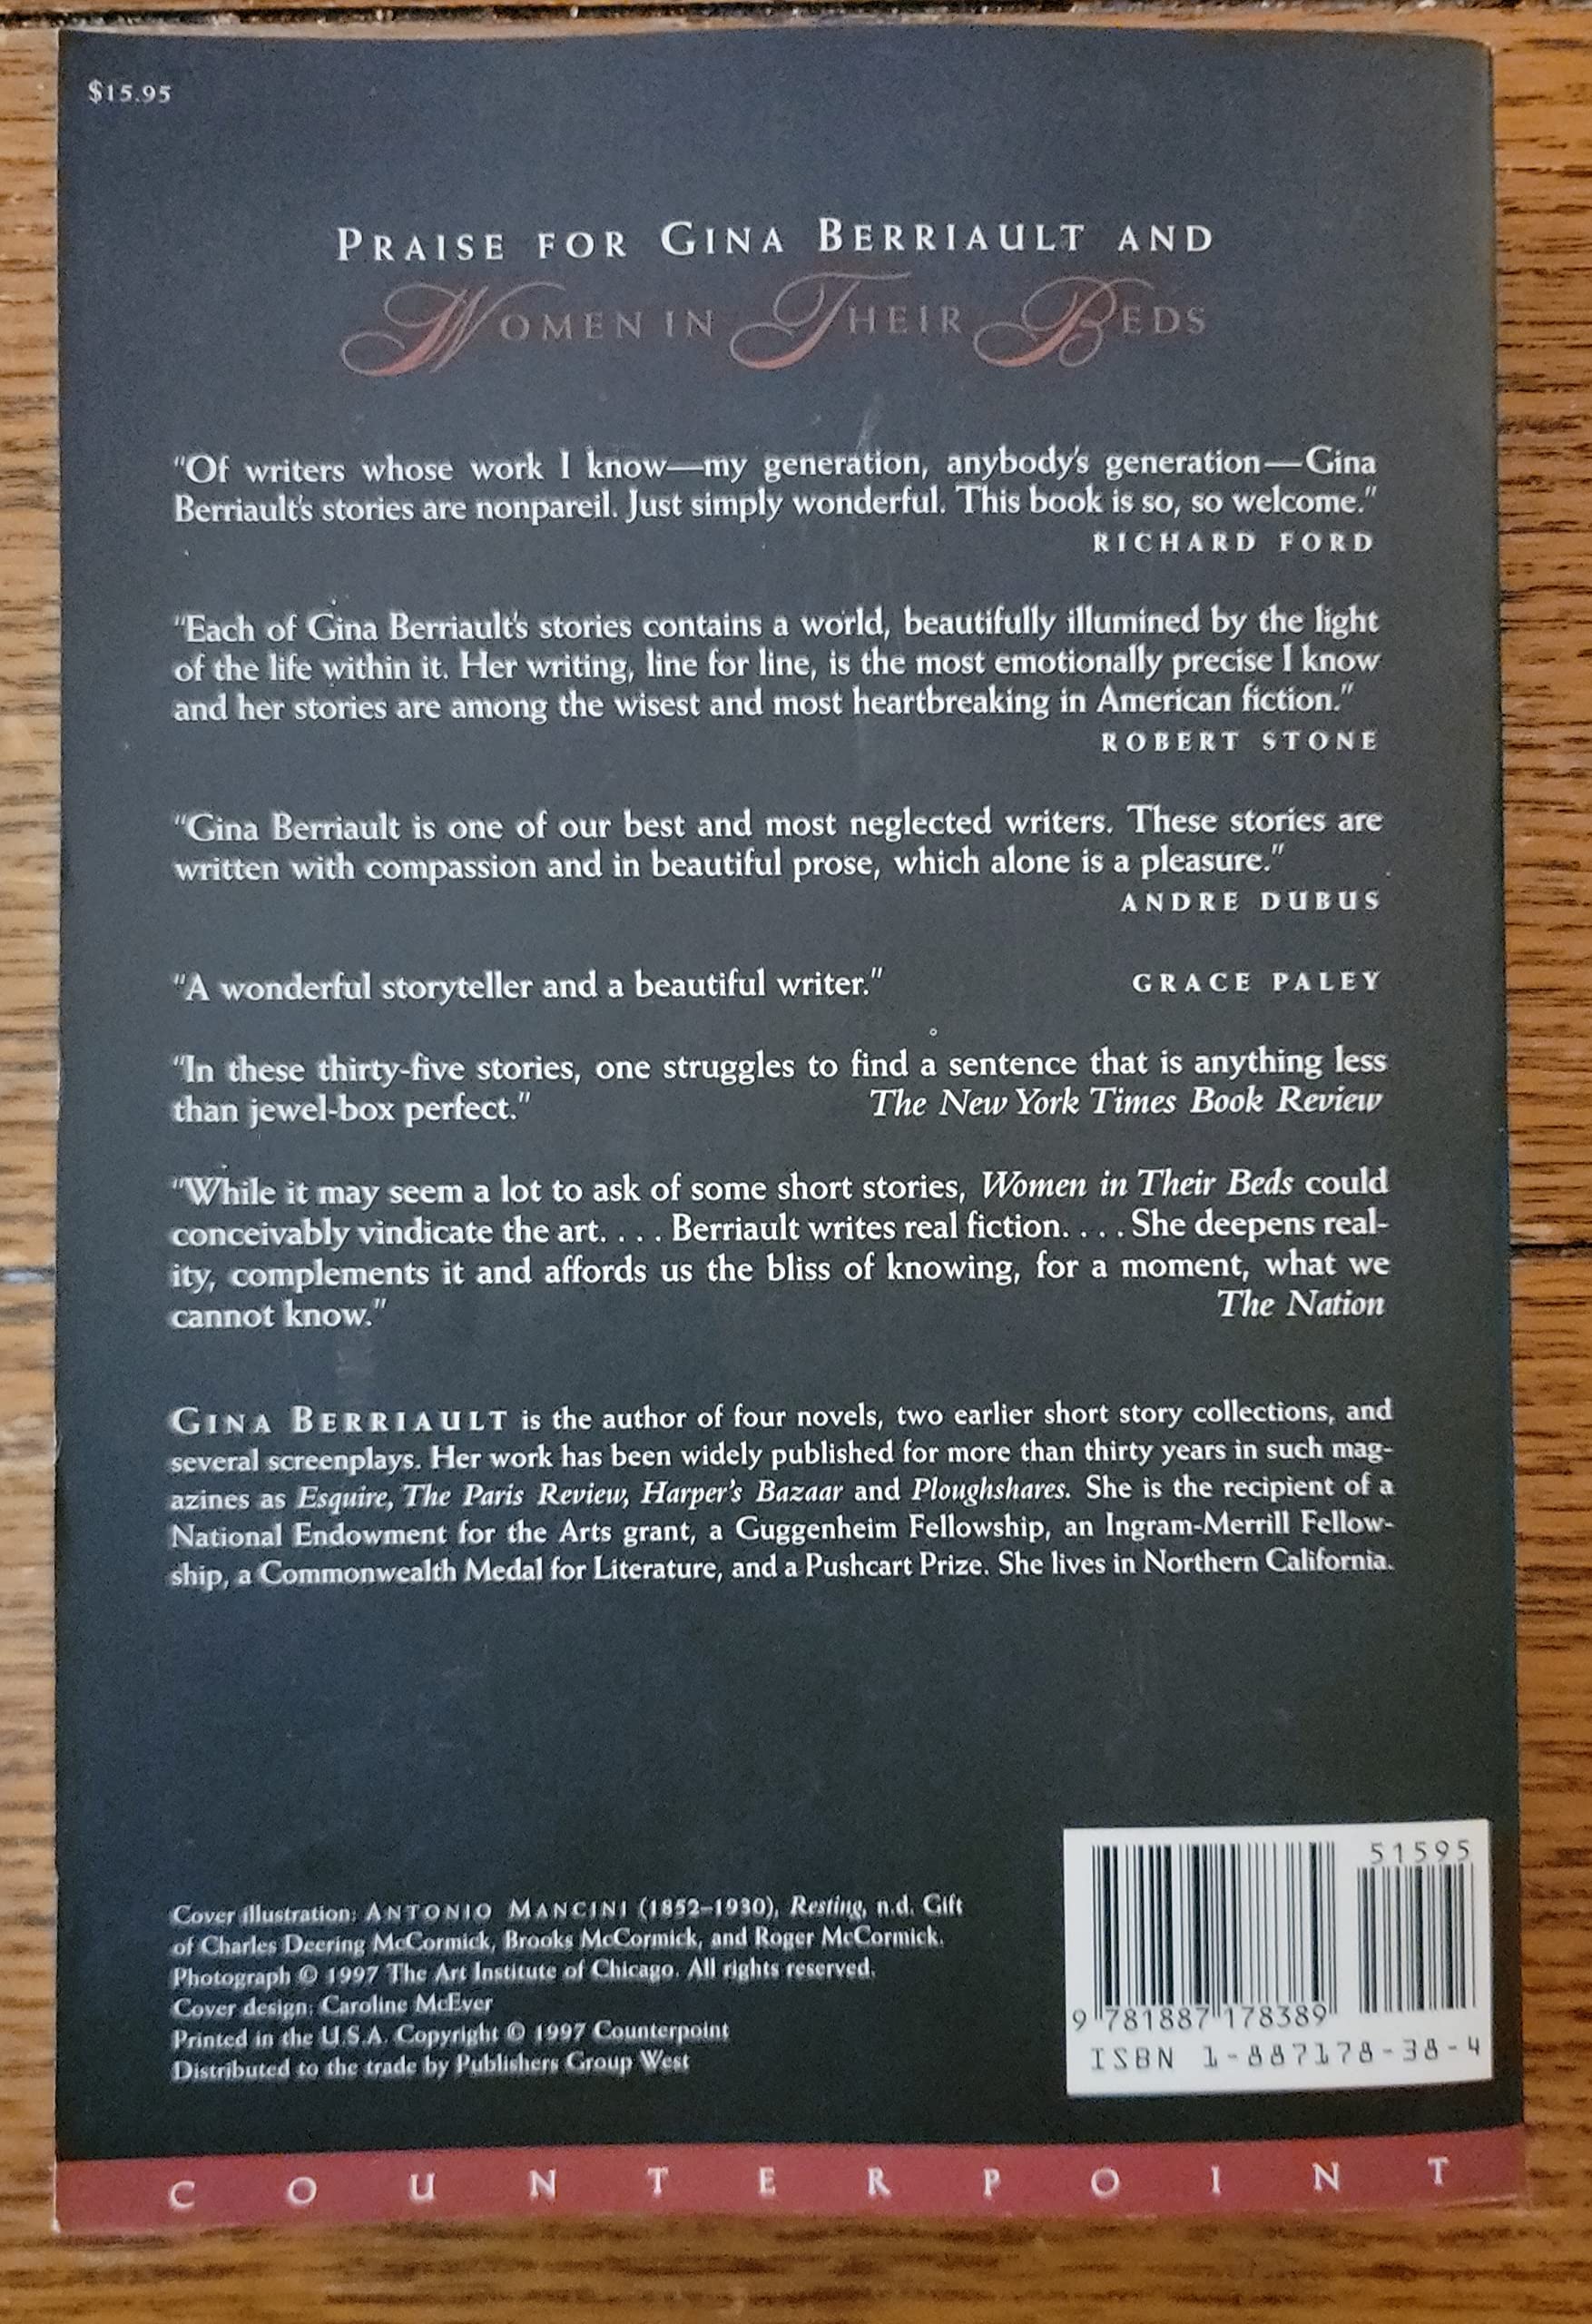 $15.95
PRAISE FOR GINA BERRIAULT AND
WOMEN IN THEIR BEDS
"Of writers whose work I know—my generation, anybody's generation—Gina
Berriault's stories are nonpareil. Just simply wonderful. This book is so, so welcome."
RICHARD FORD
"Each of Gina Berriault's stories contains a world, beautifully illumined by the light
of the life within it. Her writing, line for line, is the most emotionally precise I know
and her stories are among the wisest and most heartbreaking in American fiction."
ROBERT STONE
"Gina Berriault is one of our best and most neglected writers. These stories are
written with compassion and in beautiful prose, which alone is a pleasure."
ANDRE DUBUS
"A wonderful storyteller and a beautiful writer." GRACE PALEY
"In these thirty-five stories, one struggles to find a sentence that is anything less
than jewel-box perfect." The New York Times Book Review
"While it may seem a lot to ask of some short stories, Women in Their Beds could
conceivably vindicate the art. . . . Berriault writes real fiction. . . . She deepens real-
ity, complements it and affords us the bliss of knowing, for a moment, what we
cannot know." The Nation
GINA BERRIAULT is the author of four novels, two earlier short story collections, and
several screenplays. Her work has been widely published for more than thirty years in such mag-
azines as Esquire, The Paris Review, Harper's Bazaar and Ploughshares. She is the recipient of a
National Endowment for the Arts grant, a Guggenheim Fellowship, an Ingram-Merrill Fellow-
ship, a Commonwealth Medal for Literature, and a Pushcart Prize. She lives in Northern California.
Cover illustration: ANTONIO MANCINI (1852–1930), Resting, n.d. Gift
of Charles Deering McCormick, Brooks McCormick, and Roger McCormick.
Photograph © 1997 The Art Institute of Chicago. All rights reserved.
Cover design: Caroline McEver
Printed in the U.S.A. Copyright © 1997 Counterpoint
Distributed to the trade by Publishers Group West
51595
9 781887 178389
ISBN 1-887178-38-4
COUNTERPOINT